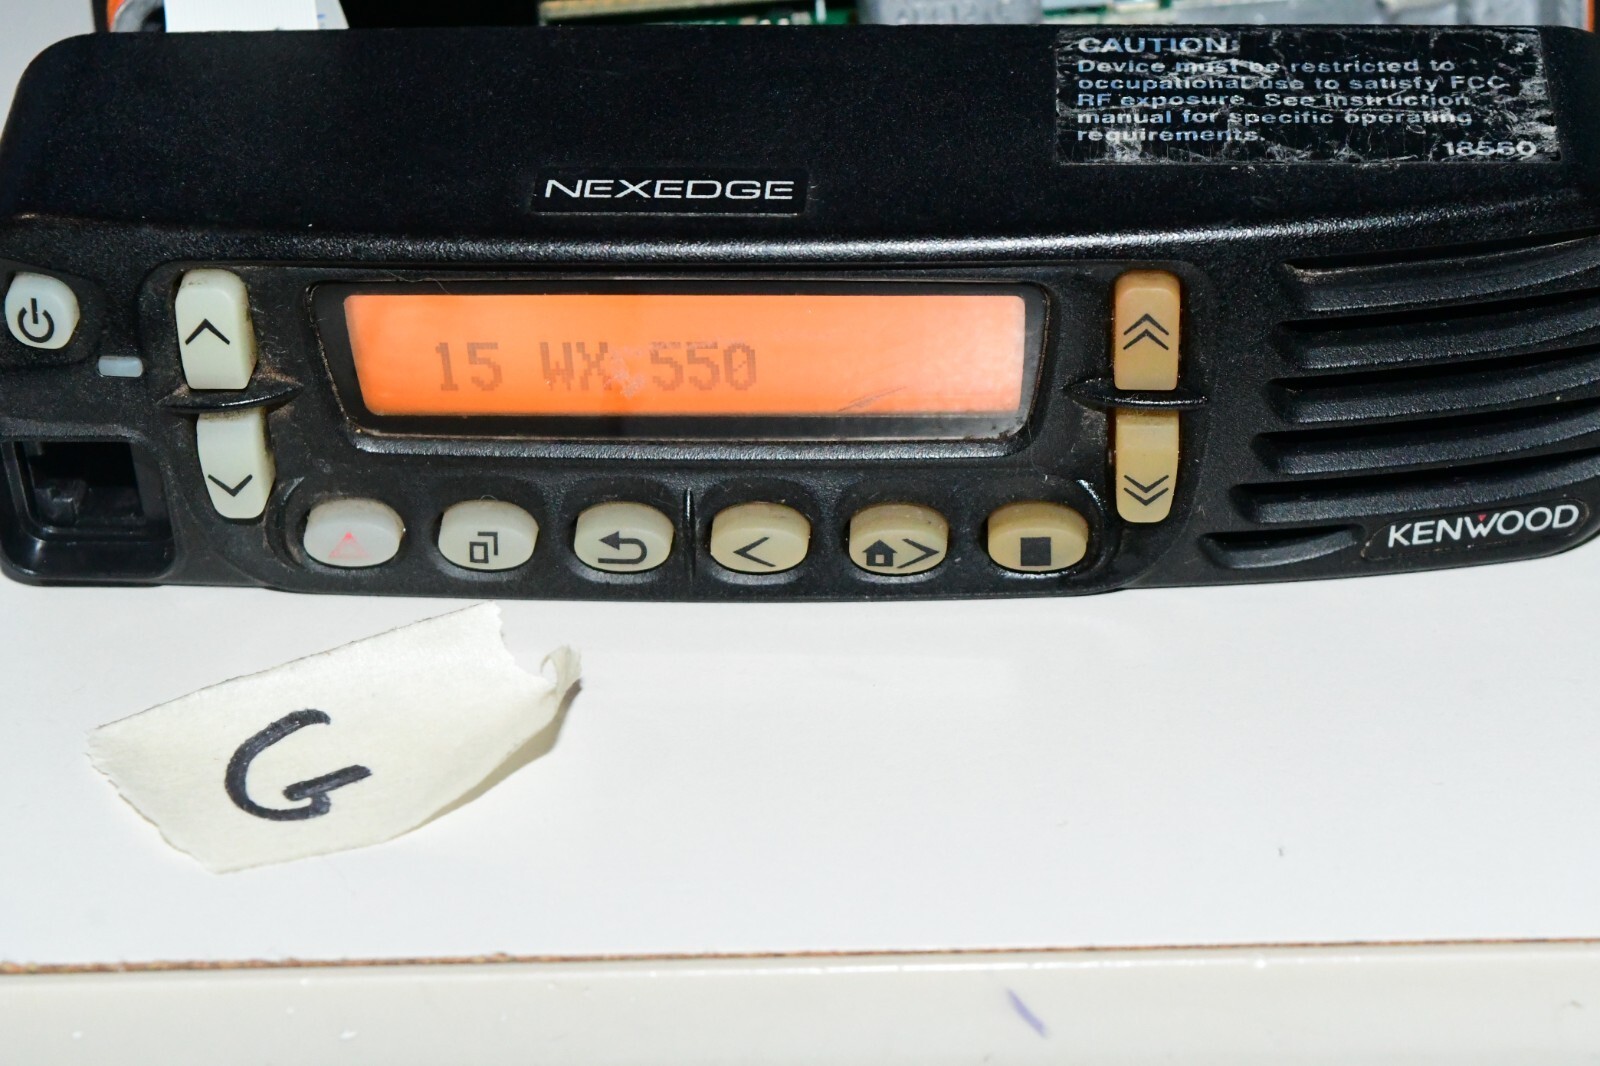 CAUTION:
Device must be restricted to
occupational use to satisfy FCC
RF exposure. See instruction
manual for specific operating
requirements.
18560
NEXEDGE
15 WX 550
KENWOOD
G